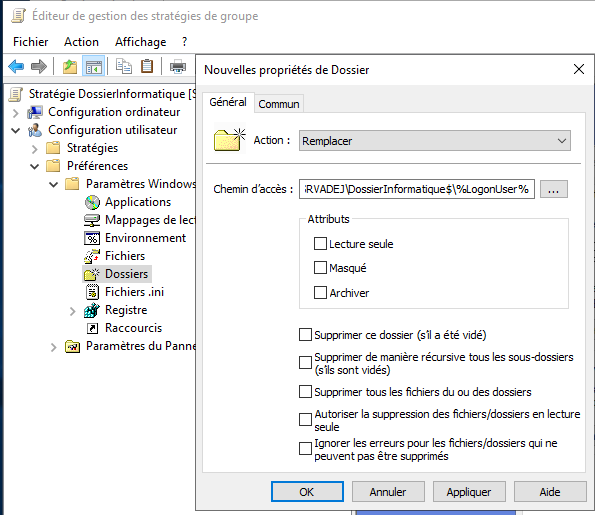 Éditeur de gestion des stratégies de groupe
Fichier Action Affichage ?
Stratégie DossierInformatique [S
Configuration ordinateur
Configuration utilisateur
Stratégies
Préférences
Paramètres Windows
Applications
Mappages de lect
Environnement
Fichiers
Dossiers
Fichiers .ini
Registre
Raccourcis
Paramètres du Panne
Nouvelles propriétés de Dossier
Général Commun
Action : Remplacer
Chemin d'accès : RVADEJ\DossierInformatique$\%LogonUser% ...
Attributs
Lecture seule
Masqué
Archiver
Supprimer ce dossier (s'il a été vidé)
Supprimer de manière récursive tous les sous-dossiers
(s'ils sont vidés)
Supprimer tous les fichiers du ou des dossiers
Autoriser la suppression des fichiers/dossiers en lecture
seule
Ignorer les erreurs pour les fichiers/dossiers qui ne
peuvent pas être supprimés
OK Annuler Appliquer Aide